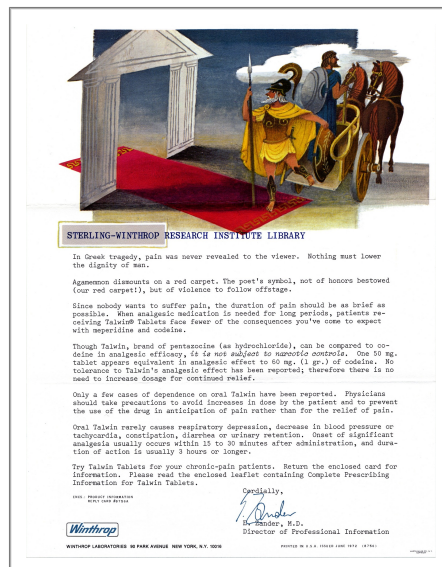 STERLING-WINTHROP RESEARCH INSTITUTE LIBRARY
In Greek tragedy, pain was never revealed to the viewer. Nothing must lower
the dignity of man.
Agamemnon dismounts on a red carpet. The poet's symbol, not of honors bestowed
(our red carpet!), but of violence to follow offstage.
Since nobody wants to suffer pain, the duration of pain should be as brief as
possible. When analgesic medication is needed for long periods, patients re-
ceiving Talwin® Tablets face fewer of the consequences you've come to expect
with meperidine and codeine.
Though Talwin, brand of pentazocine (as hydrochloride), can be compared to co-
deine in analgesic efficacy, it is not subject to narcotic controls. One 50 mg.
tablet appears equivalent in analgesic effect to 60 mg. (1 gr.) of codeine. No
tolerance to Talwin's analgesic effect has been reported; therefore there is no
need to increase dosage for continued relief.
Only a few cases of dependence on oral Talwin have been reported. Physicians
should take precautions to avoid increases in dose by the patient and to prevent
the use of the drug in anticipation of pain rather than for the relief of pain.
Oral Talwin rarely causes respiratory depression, decrease in blood pressure or
tachycardia, constipation, diarrhea or urinary retention. Onset of significant
analgesia usually occurs within 15 to 30 minutes after administration, and dura-
tion of action is usually 3 hours or longer.
Try Talwin Tablets for your chronic-pain patients. Return the enclosed card for
information. Please read the enclosed leaflet containing Complete Prescribing
Information for Talwin Tablets.
Cordially,
ENCS.: PRODUCT INFORMATION
REPLY CARD
D. Zander, M.D.
Director of Professional Information
Winthrop
WINTHROP LABORATORIES 90 PARK AVENUE NEW YORK, N.Y. 10016
PRINTED IN U.S.A. ISSUED JUNE 1970